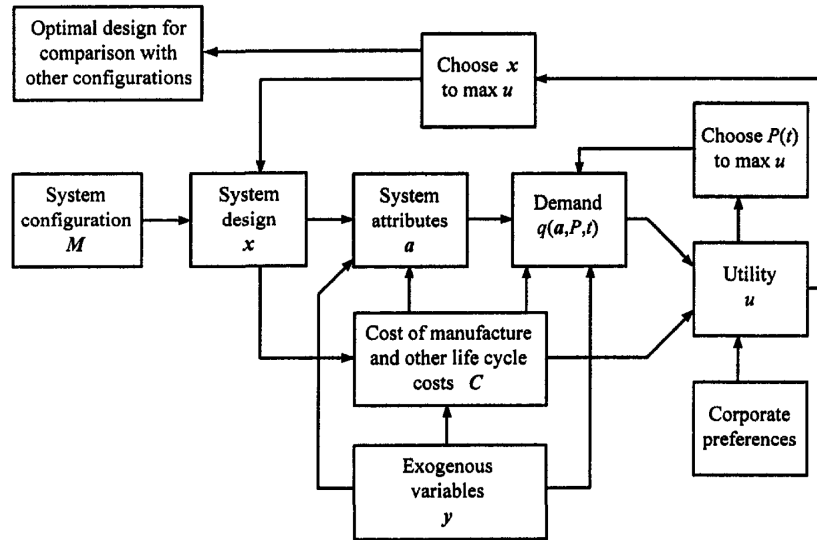 Optimal design for
comparison with
other configurations
Choose x
to max u
Choose P(t)
to max u
System
configuration
M
System
design
x
System
attributes
a
Demand
q(a,P,t)
Utility
u
Cost of manufacture
and other life cycle
costs C
Corporate
preferences
Exogenous
variables
y